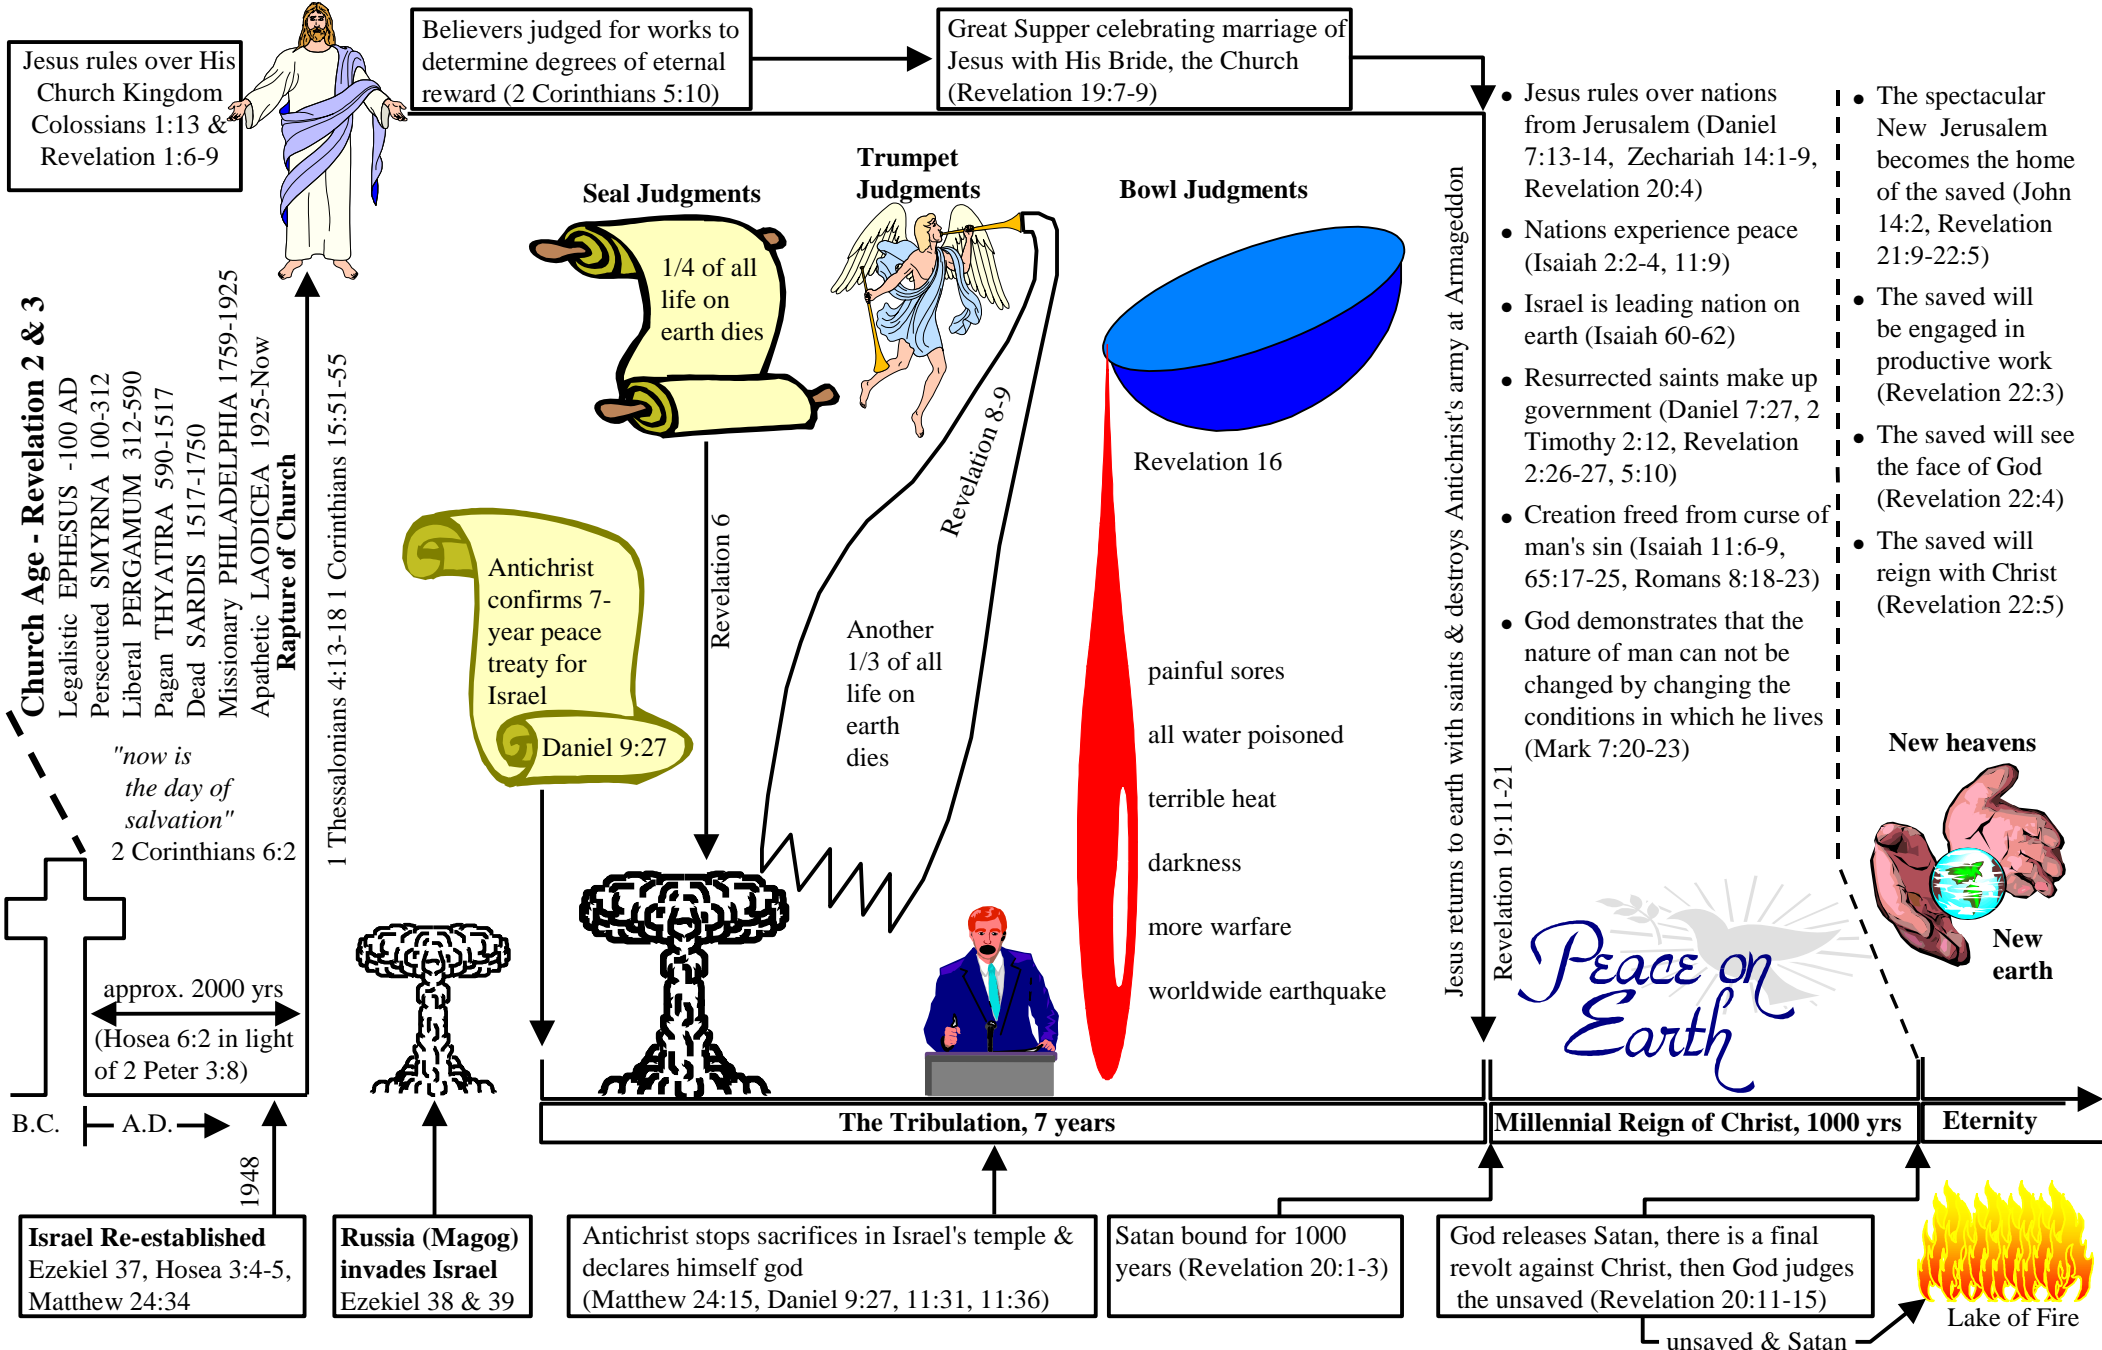 Jesus rules over His
Church Kingdom
Colossians 1:13 &
Revelation 1:6-9
Believers judged for works to
determine degrees of eternal
reward (2 Corinthians 5:10)
Great Supper celebrating marriage of
Jesus with His Bride, the Church
(Revelation 19:7-9)
Church Age - Revelation 2 & 3
Legalistic EPHESUS -100 AD
Persecuted SMYRNA 100-312
Liberal PERGAMUM 312-590
Pagan THYATIRA 590-1517
Dead SARDIS 1517-1750
Missionary PHILADELPHIA 1759-1925
Apathetic LAODICEA 1925-Now
Rapture of Church
1 Thessalonians 4:13-18 1 Corinthians 15:51-55
"now is
the day of
salvation"
2 Corinthians 6:2
approx. 2000 yrs
(Hosea 6:2 in light
of 2 Peter 3:8)
B.C.
A.D.
1948
Israel Re-established
Ezekiel 37, Hosea 3:4-5,
Matthew 24:34
Russia (Magog)
invades Israel
Ezekiel 38 & 39
Antichrist
confirms 7-
year peace
treaty for
Israel
Daniel 9:27
Seal Judgments
1/4 of all
life on
earth dies
Revelation 6
Trumpet
Judgments
Revelation 8-9
Another
1/3 of all
life on
earth
dies
Bowl Judgments
Revelation 16
painful sores
all water poisoned
terrible heat
darkness
more warfare
worldwide earthquake
The Tribulation, 7 years
Antichrist stops sacrifices in Israel's temple &
declares himself god
(Matthew 24:15, Daniel 9:27, 11:31, 11:36)
Jesus returns to earth with saints & destroys Antichrist's army at Armageddon
Revelation 19:11-21
• Jesus rules over nations
from Jerusalem (Daniel
7:13-14, Zechariah 14:1-9,
Revelation 20:4)
• Nations experience peace
(Isaiah 2:2-4, 11:9)
• Israel is leading nation on
earth (Isaiah 60-62)
• Resurrected saints make up
government (Daniel 7:27, 2
Timothy 2:12, Revelation
2:26-27, 5:10)
• Creation freed from curse of
man's sin (Isaiah 11:6-9,
65:17-25, Romans 8:18-23)
• God demonstrates that the
nature of man can not be
changed by changing the
conditions in which he lives
(Mark 7:20-23)
Peace on
Earth
Millennial Reign of Christ, 1000 yrs
Satan bound for 1000
years (Revelation 20:1-3)
God releases Satan, there is a final
revolt against Christ, then God judges
the unsaved (Revelation 20:11-15)
unsaved & Satan
Lake of Fire
• The spectacular
New Jerusalem
becomes the home
of the saved (John
14:2, Revelation
21:9-22:5)
• The saved will
be engaged in
productive work
(Revelation 22:3)
• The saved will see
the face of God
(Revelation 22:4)
• The saved will
reign with Christ
(Revelation 22:5)
New heavens
New
earth
Eternity